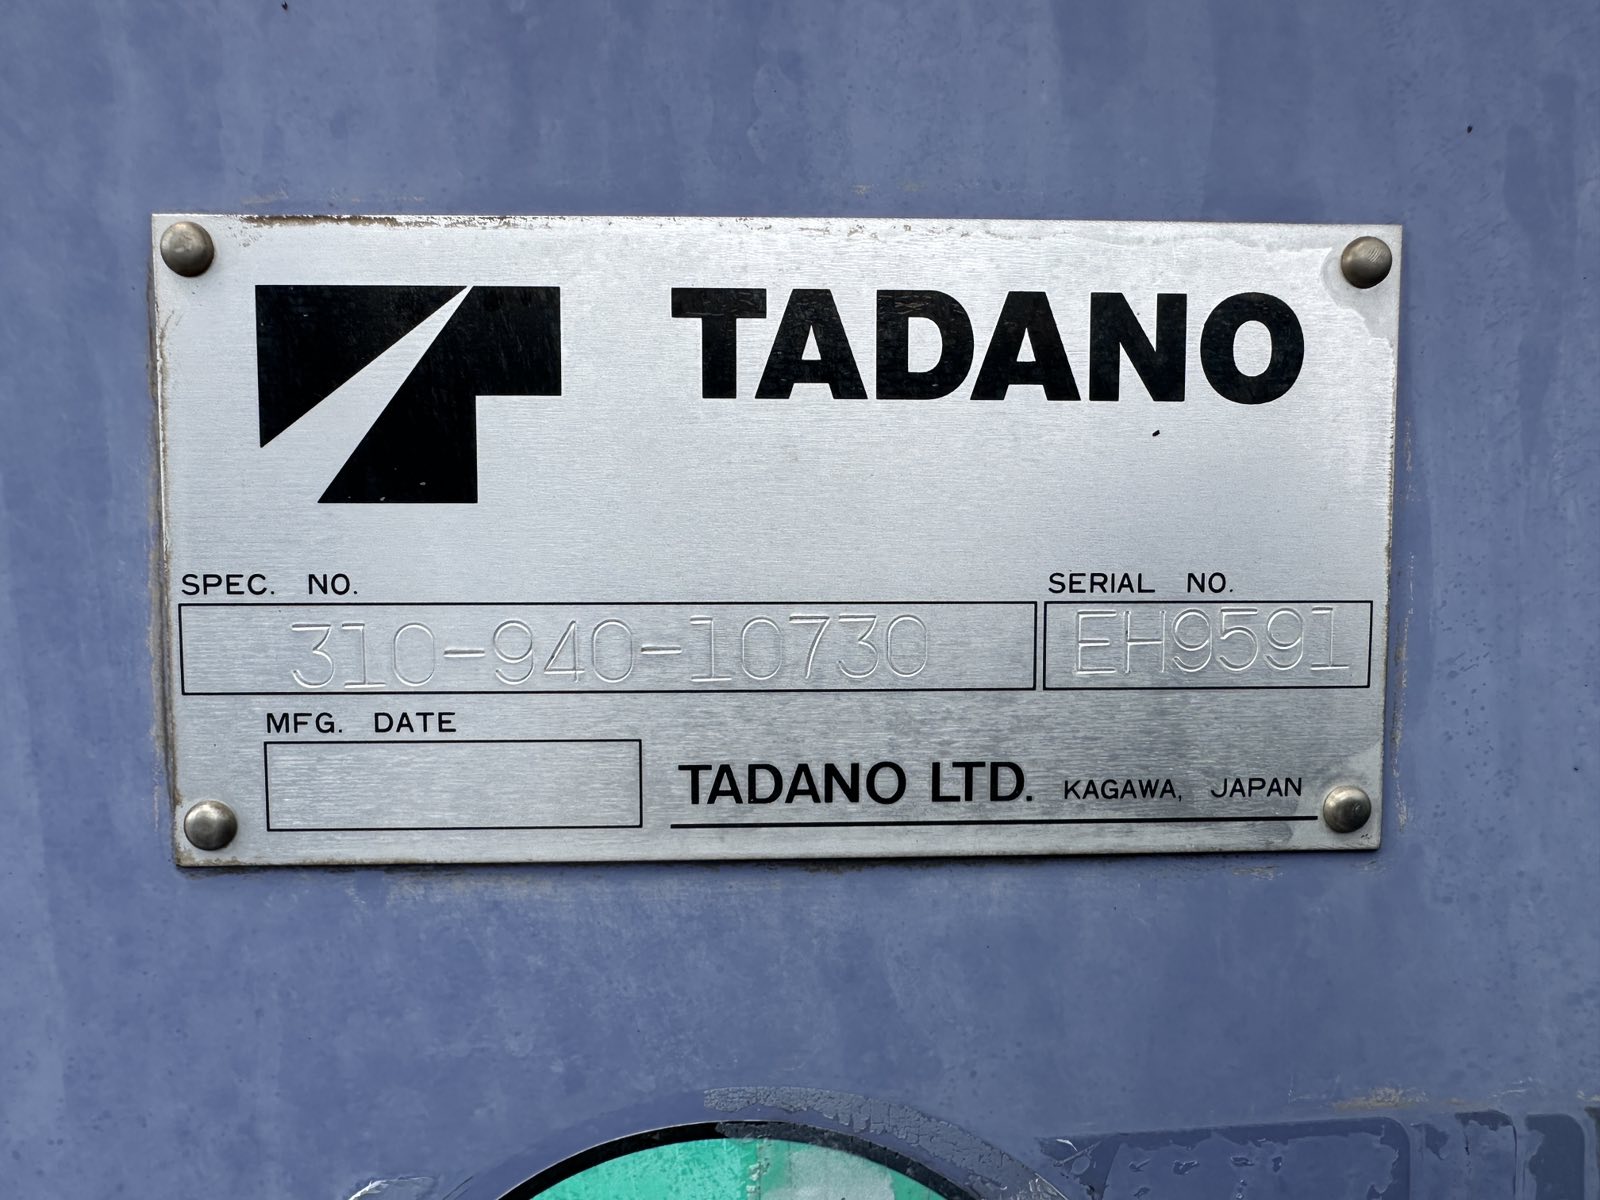 TADANO
SPEC. NO. SERIAL NO.
310-940-10730 EH9591
MFG. DATE
TADANO LTD. KAGAWA, JAPAN